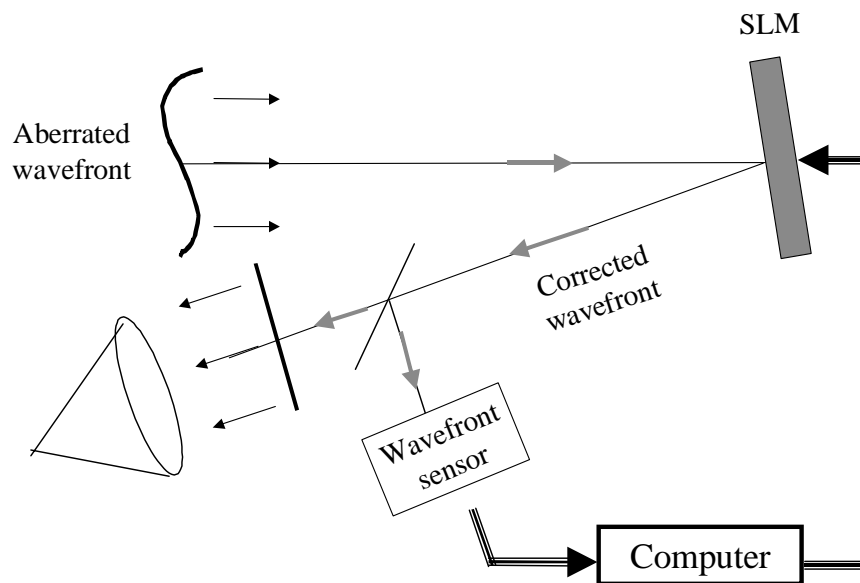 SLM
Aberrated
wavefront
Corrected
wavefront
Wavefront
sensor
Computer